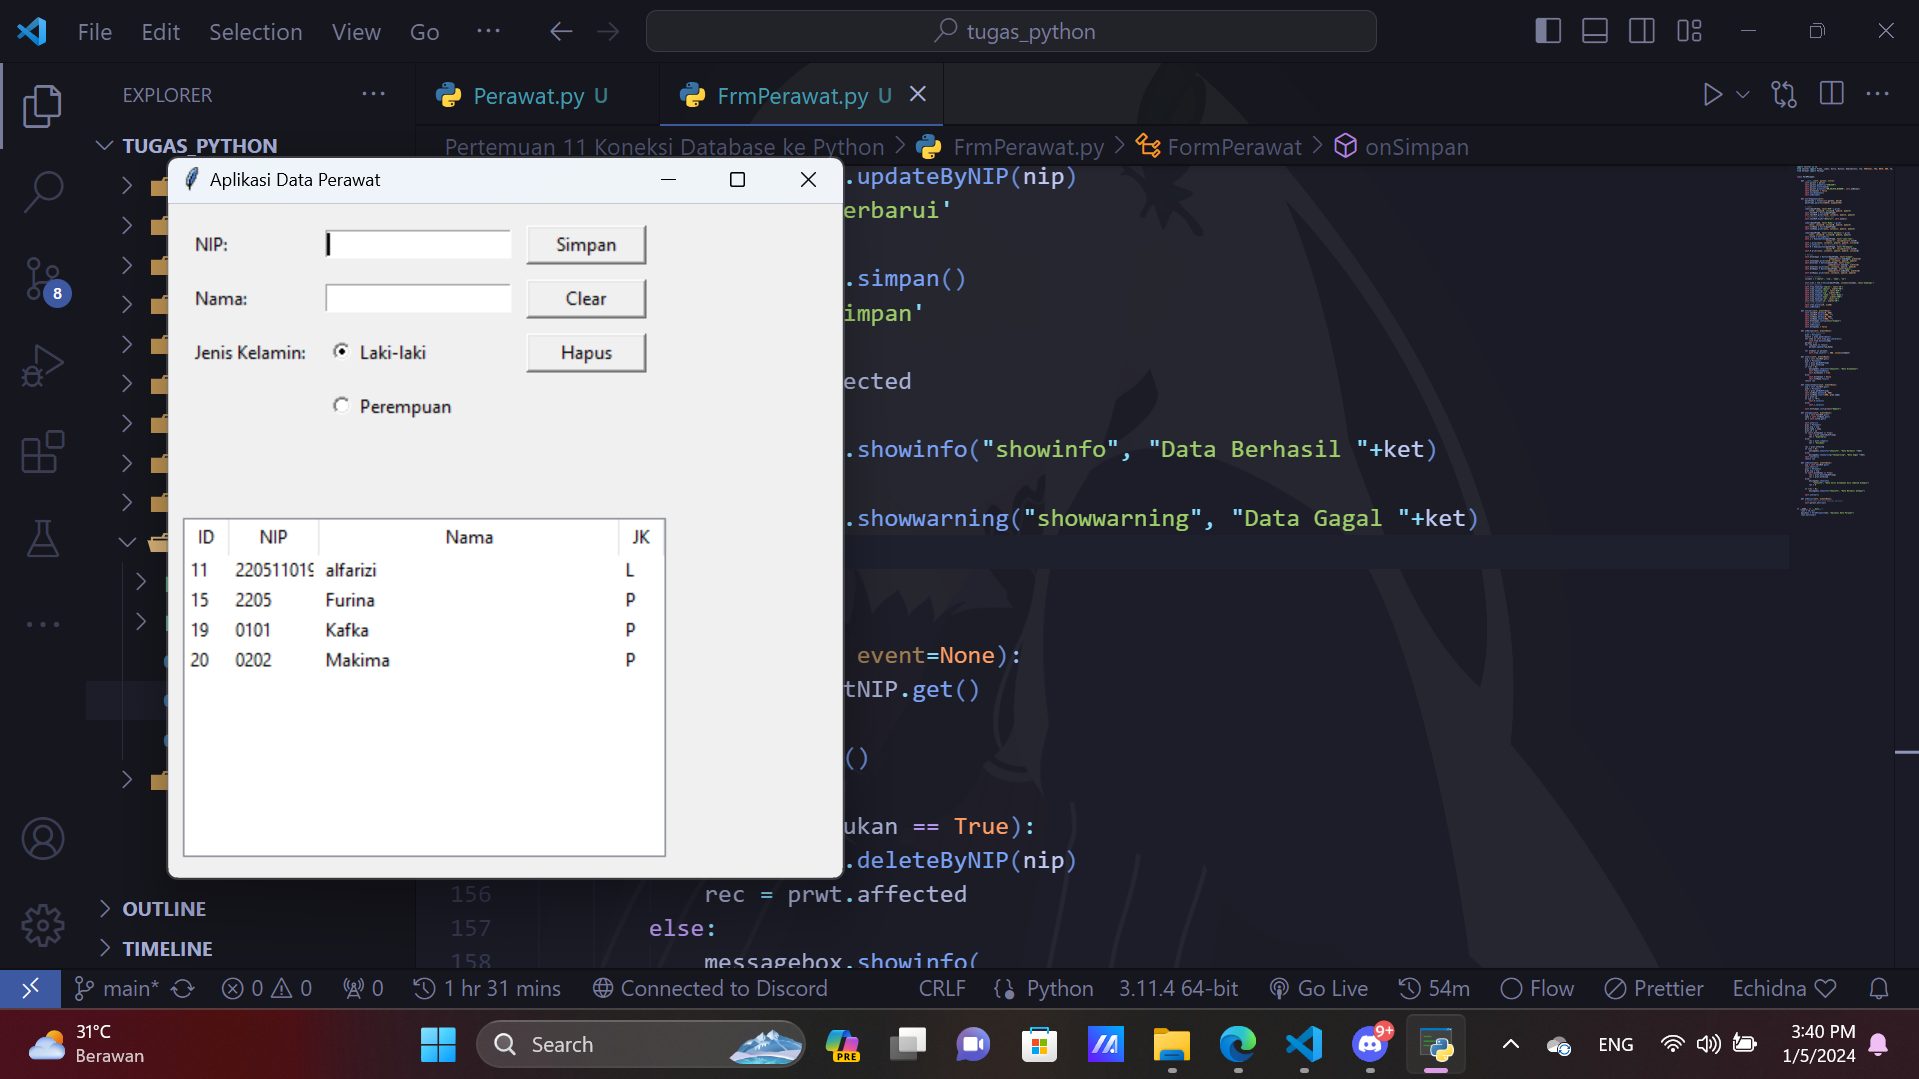 File Edit Selection View Go ...
tugas_python
EXPLORER ...
Perawat.py U
FrmPerawat.py U
TUGAS_PYTHON
Pertemuan 11 Koneksi Database ke Python > FrmPerawat.py > FormPerawat > onSimpan
Aplikasi Data Perawat
NIP:
Simpan
Nama:
Clear
Jenis Kelamin:
Laki-laki
Hapus
Perempuan
ID NIP Nama JK
11 220511019 alfarizi L
15 2205 Furina P
19 0101 Kafka P
20 0202 Makima P
.updateByNIP(nip)
erbarui'
.simpan()
impan'
ected
.showinfo("showinfo", "Data Berhasil "+ket)
.showwarning("showwarning", "Data Gagal "+ket)
event=None):
tNIP.get()
()
ukan == True):
.deleteByNIP(nip)
156 rec = prwt.affected
157 else:
158 messagebox.showinfo(
8
OUTLINE
TIMELINE
main* 0 0 0 1 hr 31 mins Connected to Discord CRLF Python 3.11.4 64-bit Go Live 54m Flow Prettier Echidna
31°C
Berawan
Search
PRE
9+
ENG
3:40 PM
1/5/2024